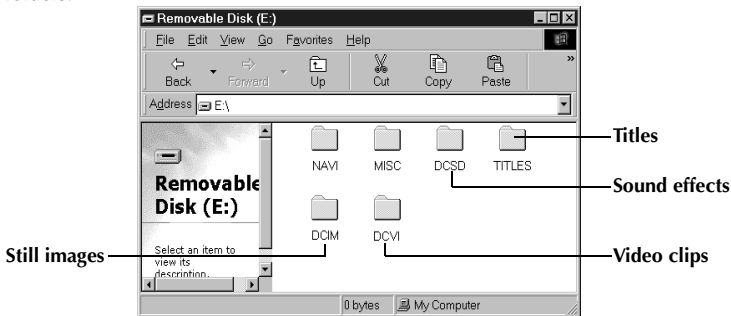 Removable Disk (E:)
File Edit View Go Favorites Help
Back Forward Up Cut Copy Paste »
Address E:\
Removable
Disk (E:)
Select an item to
view its
description.
NAVI MISC DCSD TITLES
DCIM DCVI
0 bytes My Computer
Titles
Sound effects
Still images
Video clips